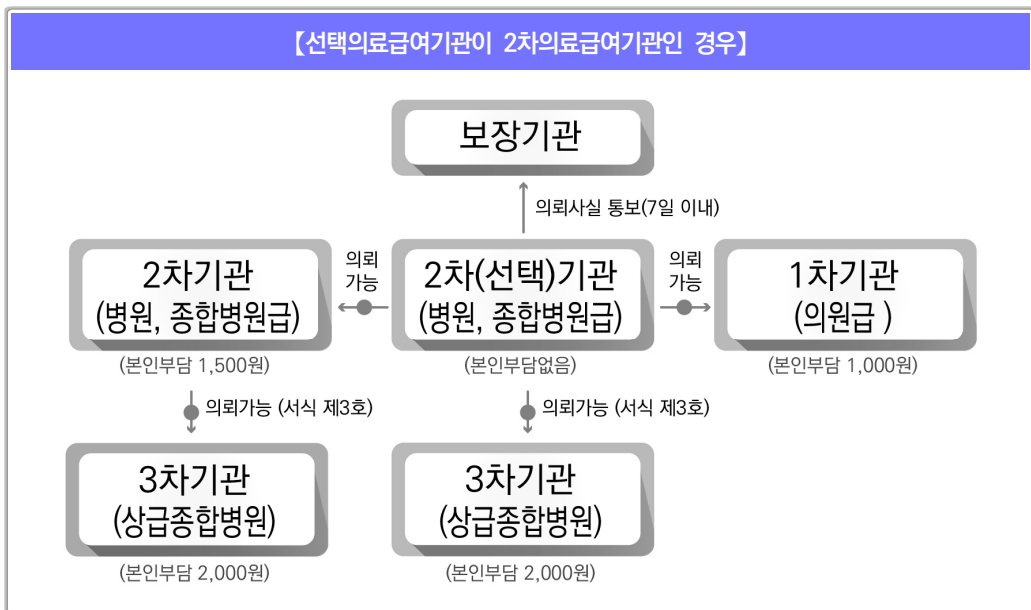 【선택의료급여기관이 2차의료급여기관인 경우】
보장기관
의뢰사실 통보(7일 이내)
2차기관
(병원, 종합병원급)
(본인부담 1,500원)
의뢰
가능
2차(선택)기관
(병원, 종합병원급)
(본인부담없음)
의뢰
가능
1차기관
(의원급 )
(본인부담 1,000원)
의뢰가능 (서식 제3호)
의뢰가능 (서식 제3호)
3차기관
(상급종합병원)
(본인부담 2,000원)
3차기관
(상급종합병원)
(본인부담 2,000원)